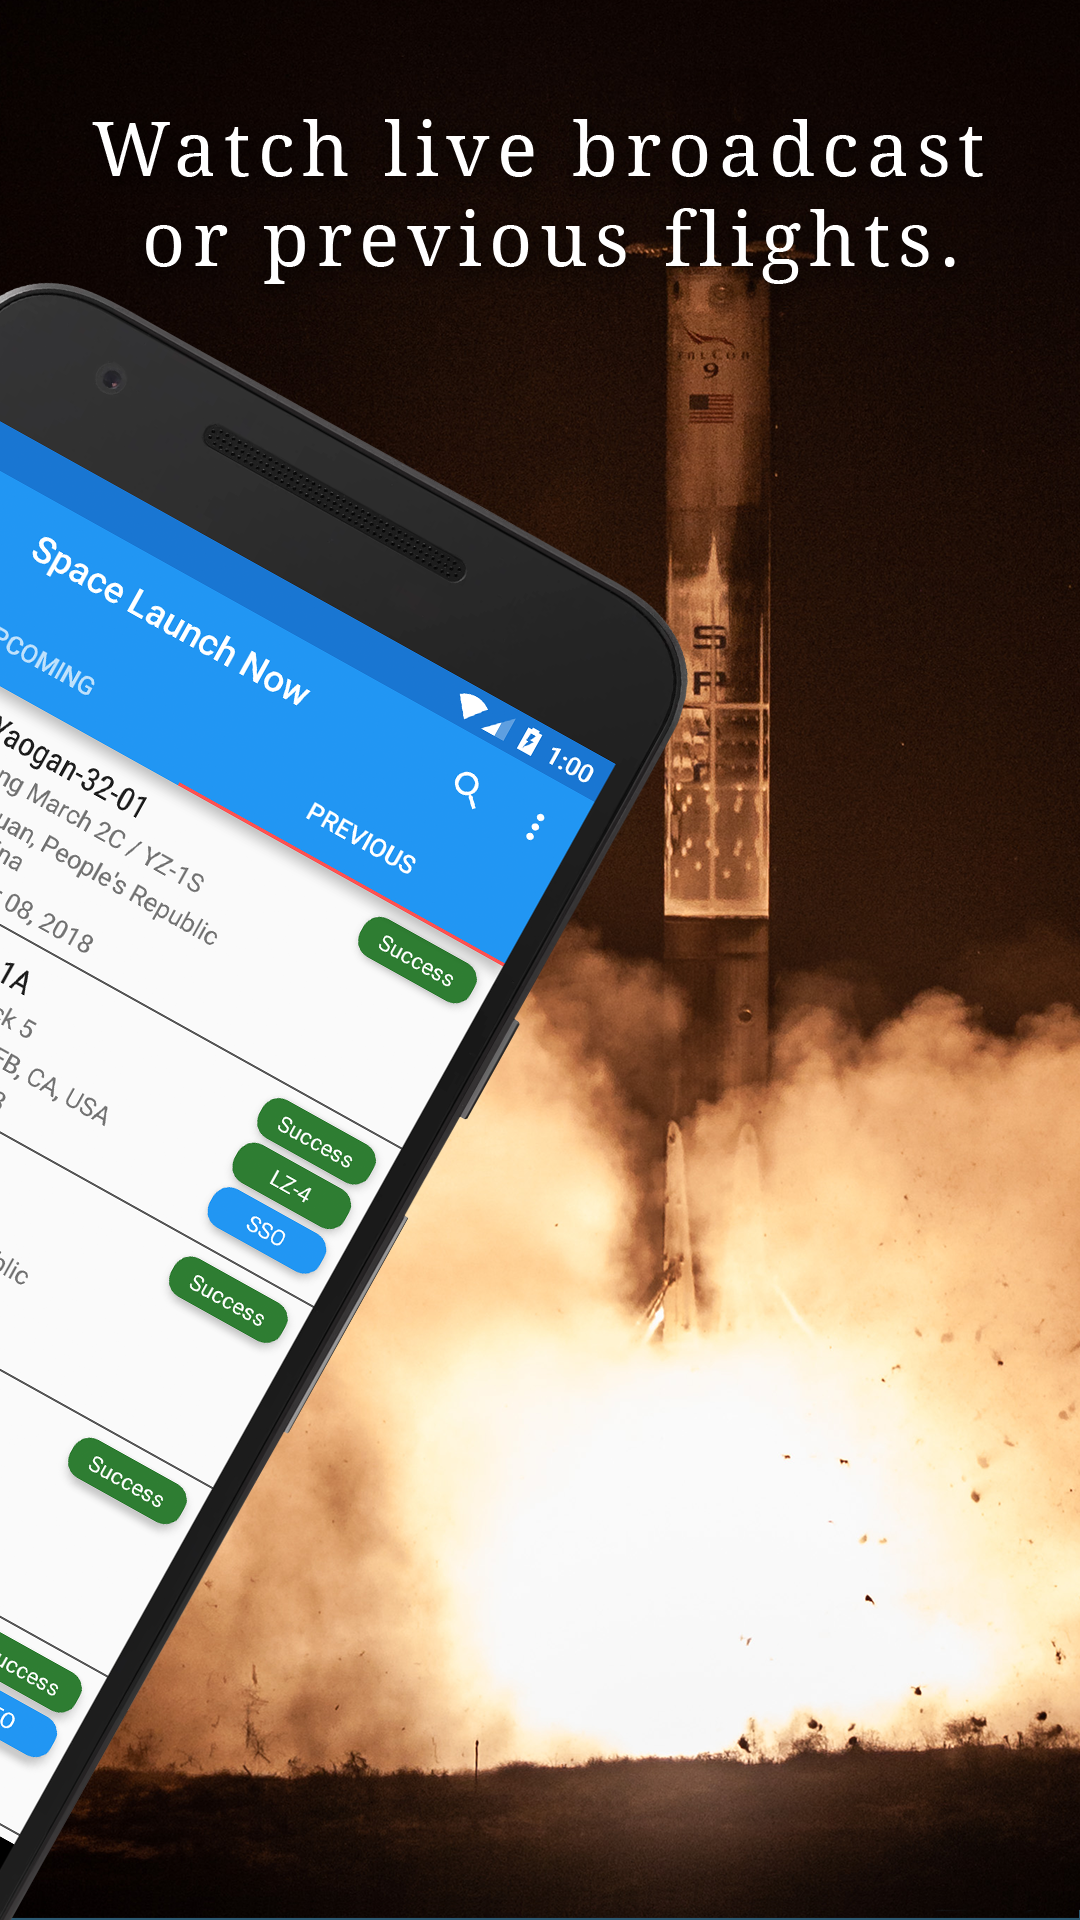 Watch live broadcast
or previous flights.
FALCON
9
S
P
1:00
Space Launch Now
PCOMING
PREVIOUS
Yaogan-32-01
ng March 2C / YZ-1S
uan, People's Republic
na
08, 2018
Success
1A
ck 5
FB, CA, USA
Success
LZ-4
SSO
blic
Success
Success
uccess